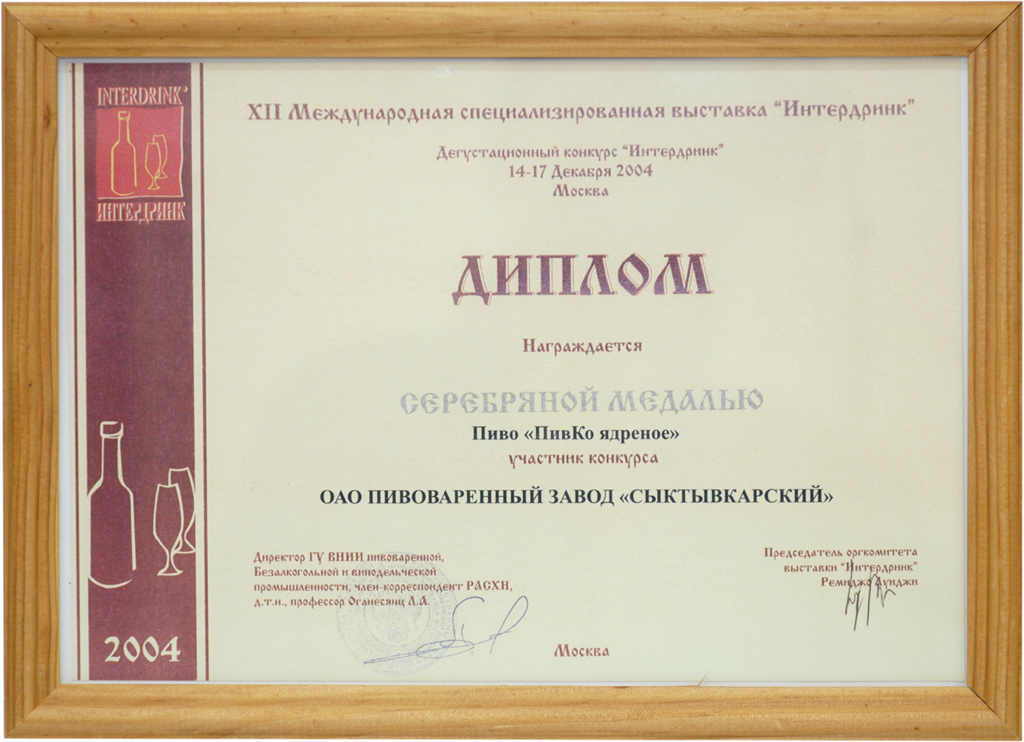 INTERDRINK
ИНТЕРДРИНК
XII Международная специализированная выставка "Интердринк"
Дегустационный конкурс "Интердринк"
14-17 Декабря 2004
Москва
ДИПЛОМ
Награждается
СЕРЕБРЯНОЙ МЕДАЛЬЮ
Пиво «ПивКо ядреное»
участник конкурса
ОАО ПИВОВАРЕННЫЙ ЗАВОД «СЫКТЫВКАРСКИЙ»
Директор ГУ ВНИИ пивоваренной,
Безалкогольной и винодельческой
промышленности, член-корреспондент РАСХН,
д.т.н., профессор Оганесянц Л.А.
Председатель оргкомитета
выставки "Интердринк"
Ремиджо Луиджи
Москва
2004